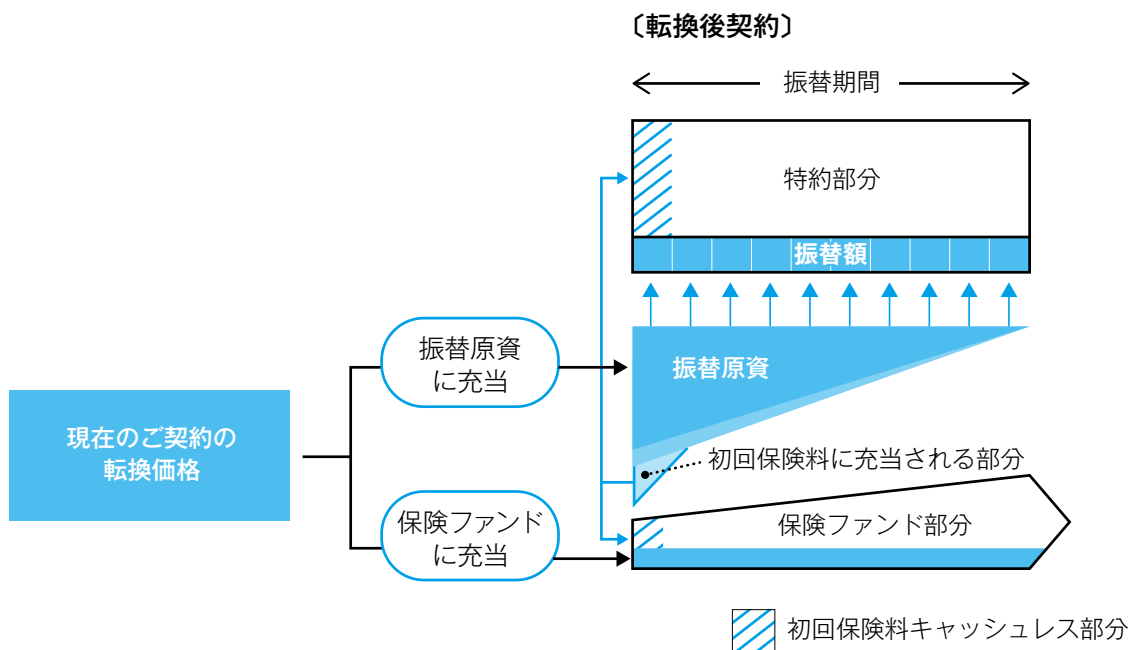 〔転換後契約〕
振替期間
特約部分
振替額
振替原資
に充当
振替原資
現在のご契約の
転換価格
初回保険料に充当される部分
保険ファンド
に充当
保険ファンド部分
初回保険料キャッシュレス部分